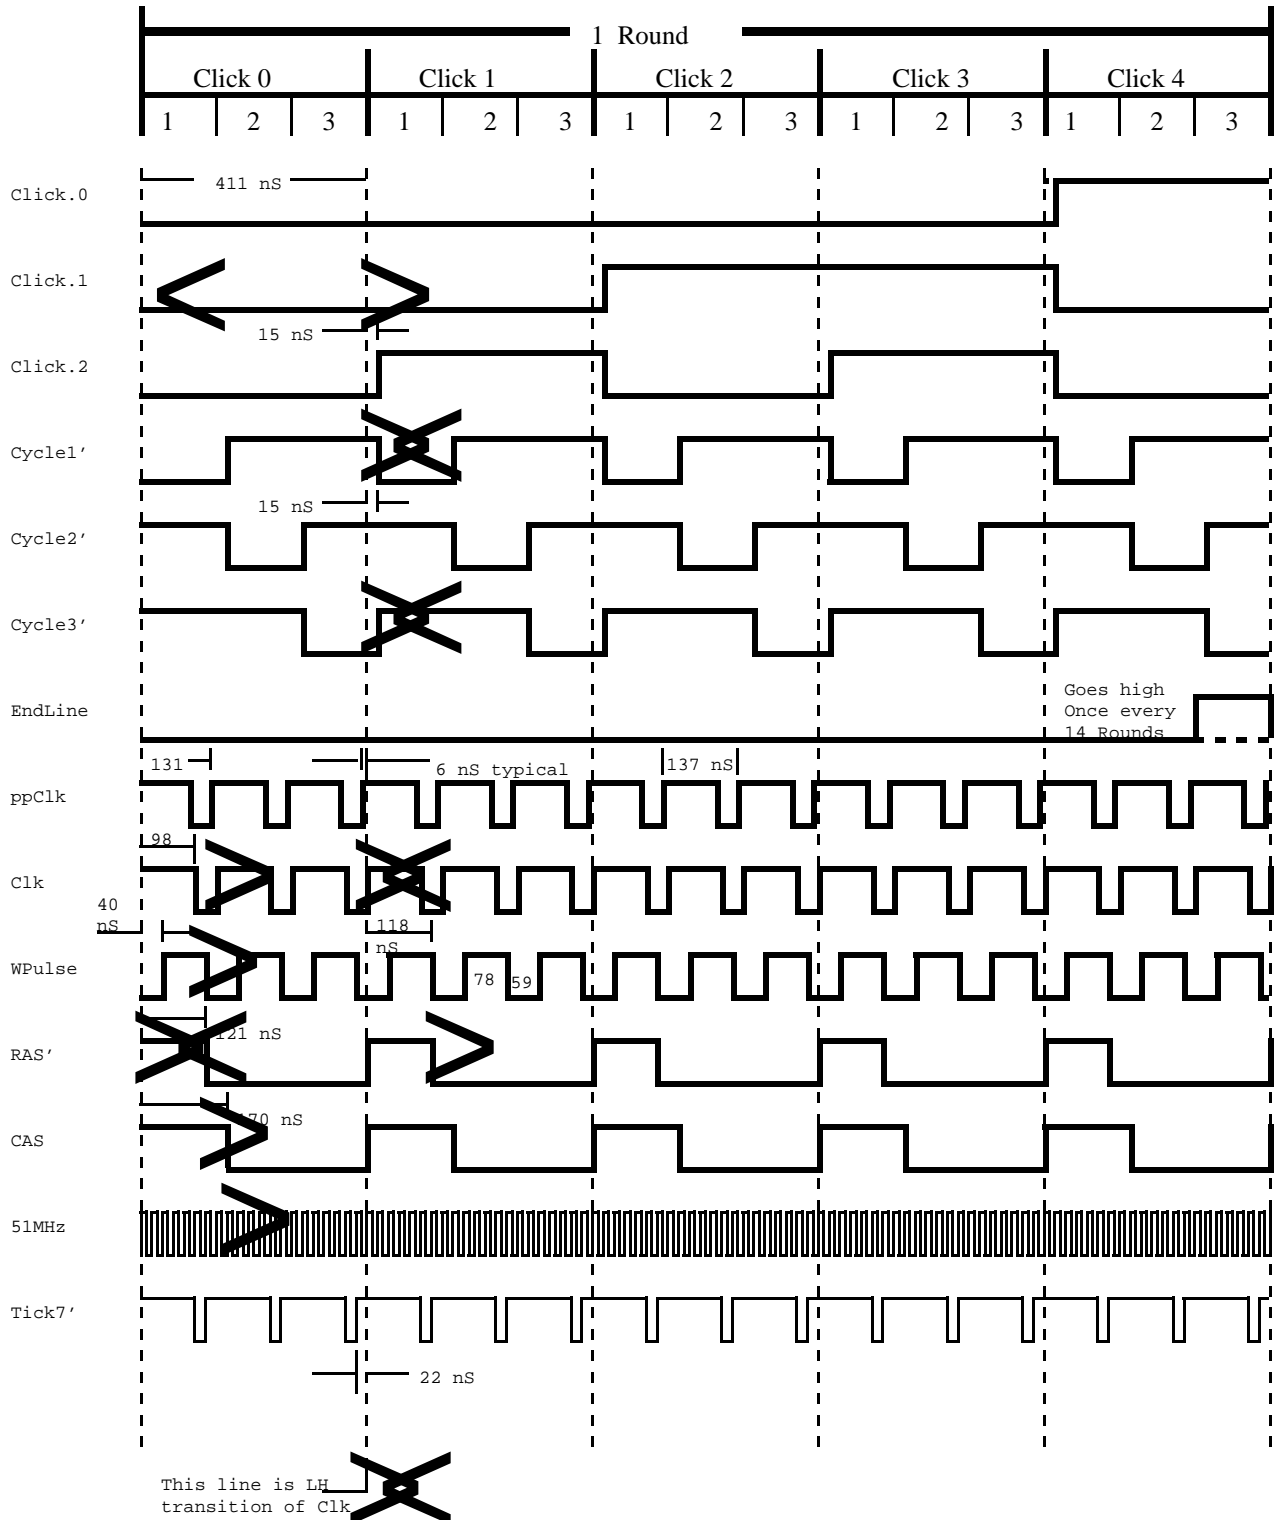 1 Round
Click 0 Click 1 Click 2 Click 3 Click 4
1 2 3 1 2 3 1 2 3 1 2 3 1 2 3
411 nS
Click.0
Click.1
15 nS
Click.2
Cycle1’
15 nS
Cycle2’
Cycle3’
Goes high
Once every
14 Rounds
EndLine
131
6 nS typical
137 nS
ppClk
98
Clk
40
nS
118
nS
WPulse
78 59
121 nS
RAS’
170 nS
CAS
51MHz
Tick7’
22 nS
This line is LH
transition of Clk